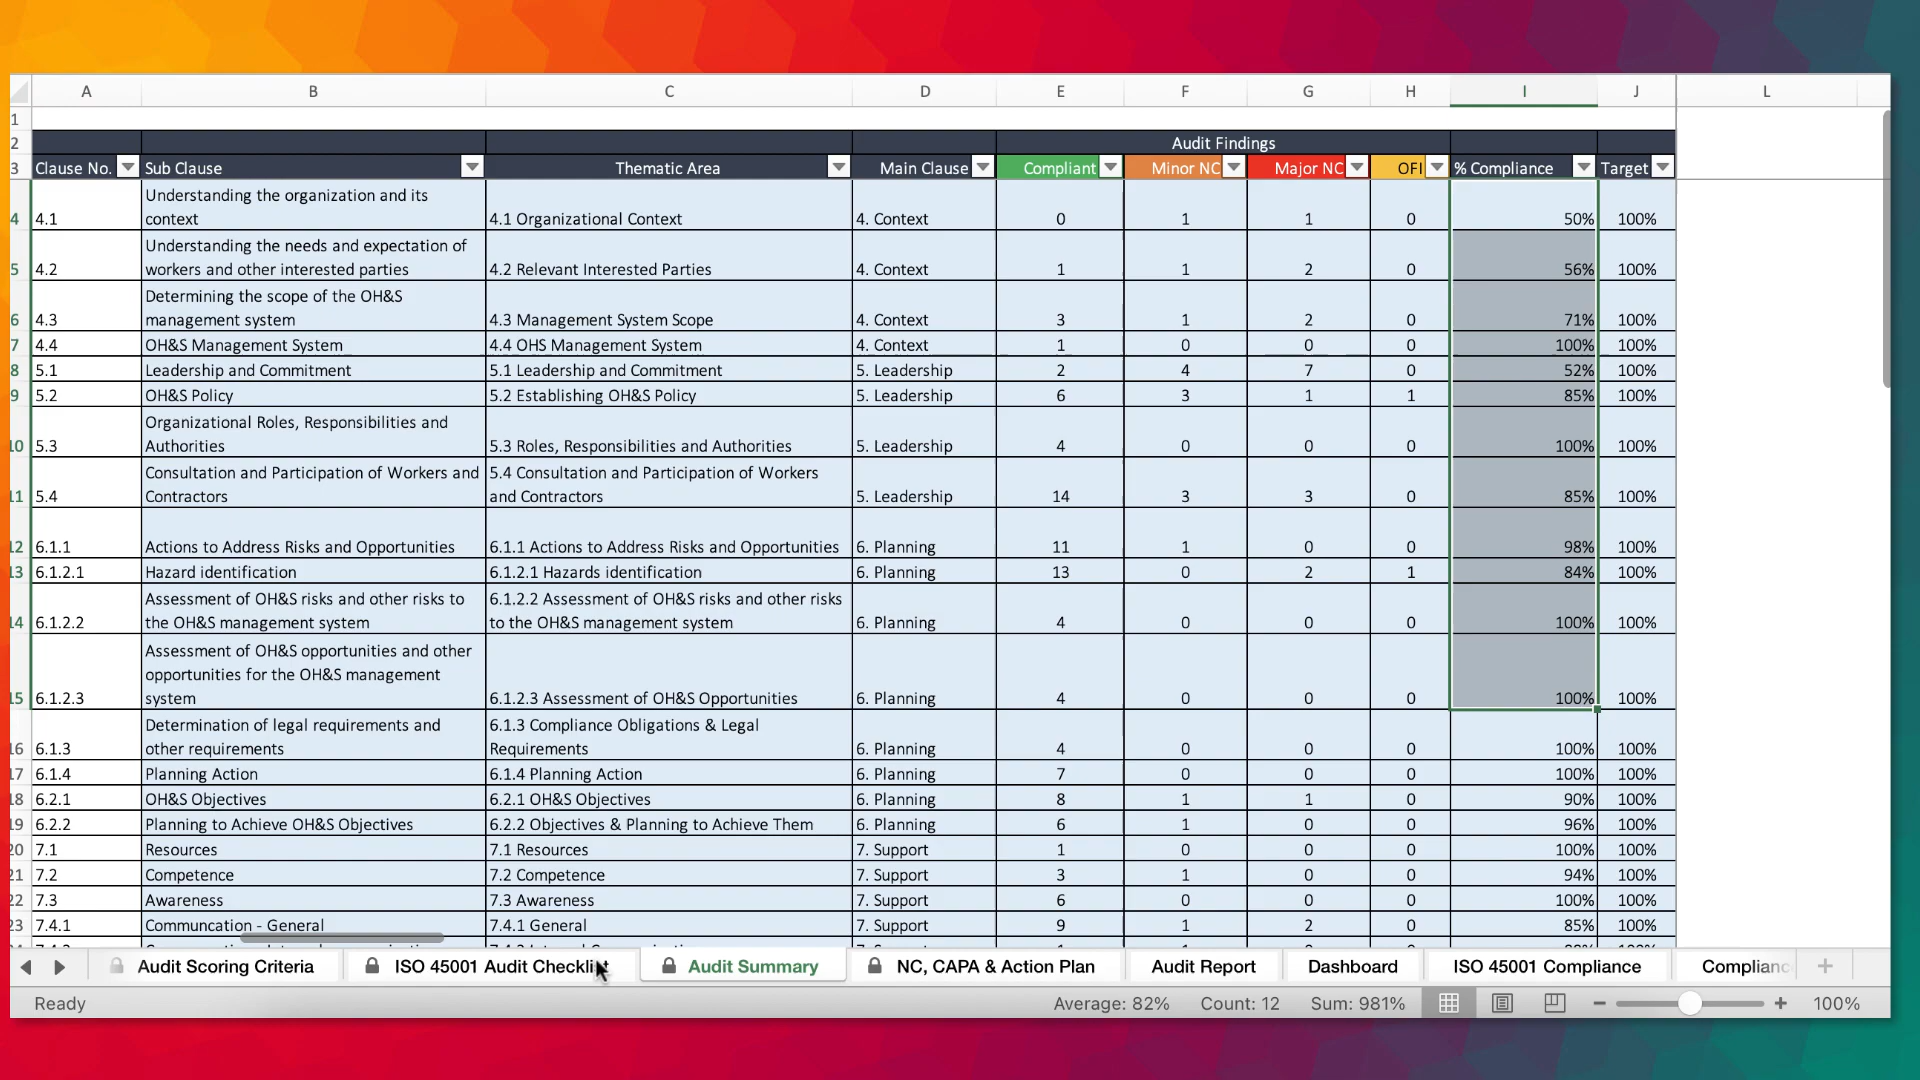 A B C D E F G H I J L
1
2 Audit Findings
3 Clause No. Sub Clause Thematic Area Main Clause Compliant Minor NC Major NC OFI % Compliance Target
Understanding the organization and its
4 4.1 context 4.1 Organizational Context 4. Context 0 1 1 0 50% 100%
Understanding the needs and expectation of
5 4.2 workers and other interested parties 4.2 Relevant Interested Parties 4. Context 1 1 2 0 56% 100%
Determining the scope of the OH&S
6 4.3 management system 4.3 Management System Scope 4. Context 3 1 2 0 71% 100%
7 4.4 OH&S Management System 4.4 OHS Management System 4. Context 1 0 0 0 100% 100%
8 5.1 Leadership and Commitment 5.1 Leadership and Commitment 5. Leadership 2 4 7 0 52% 100%
9 5.2 OH&S Policy 5.2 Establishing OH&S Policy 5. Leadership 6 3 1 1 85% 100%
Organizational Roles, Responsibilities and
10 5.3 Authorities 5.3 Roles, Responsibilities and Authorities 5. Leadership 4 0 0 0 100% 100%
Consultation and Participation of Workers and 5.4 Consultation and Participation of Workers
11 5.4 Contractors and Contractors 5. Leadership 14 3 3 0 85% 100%
12 6.1.1 Actions to Address Risks and Opportunities 6.1.1 Actions to Address Risks and Opportunities 6. Planning 11 1 0 0 98% 100%
13 6.1.2.1 Hazard identification 6.1.2.1 Hazards identification 6. Planning 13 0 2 1 84% 100%
Assessment of OH&S risks and other risks to 6.1.2.2 Assessment of OH&S risks and other risks
14 6.1.2.2 the OH&S management system to the OH&S management system 6. Planning 4 0 0 0 100% 100%
Assessment of OH&S opportunities and other
opportunities for the OH&S management
15 6.1.2.3 system 6.1.2.3 Assessment of OH&S Opportunities 6. Planning 4 0 0 0 100% 100%
Determination of legal requirements and 6.1.3 Compliance Obligations & Legal
16 6.1.3 other requirements Requirements 6. Planning 4 0 0 0 100% 100%
17 6.1.4 Planning Action 6.1.4 Planning Action 6. Planning 7 0 0 0 100% 100%
18 6.2.1 OH&S Objectives 6.2.1 OH&S Objectives 6. Planning 8 1 1 0 90% 100%
19 6.2.2 Planning to Achieve OH&S Objectives 6.2.2 Objectives & Planning to Achieve Them 6. Planning 6 1 0 0 96% 100%
20 7.1 Resources 7.1 Resources 7. Support 1 0 0 0 100% 100%
21 7.2 Competence 7.2 Competence 7. Support 3 1 0 0 94% 100%
22 7.3 Awareness 7.3 Awareness 7. Support 6 0 0 0 100% 100%
23 7.4.1 Communcation - General 7.4.1 General 7. Support 9 1 2 0 85% 100%
Audit Scoring Criteria ISO 45001 Audit Checklist Audit Summary NC, CAPA & Action Plan Audit Report Dashboard ISO 45001 Compliance Complianc
Ready Average: 82% Count: 12 Sum: 981% 100%